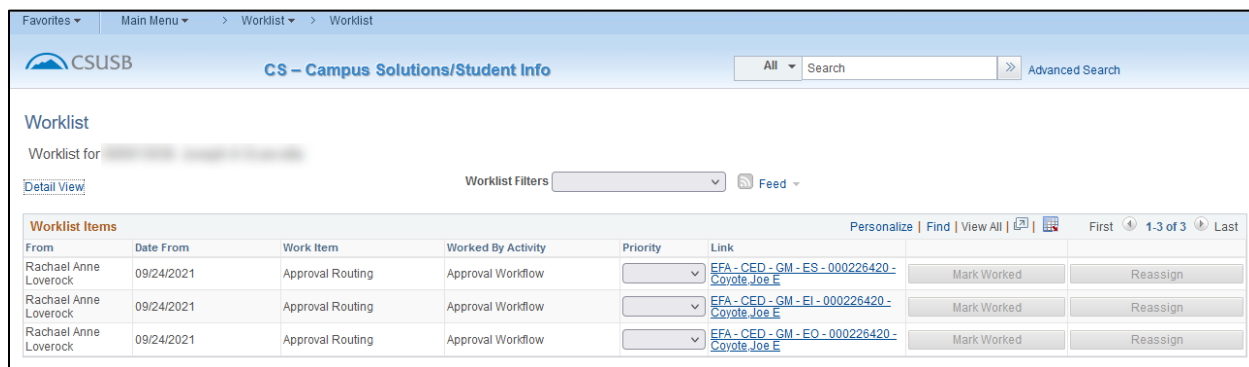 Favorites Main Menu > Worklist > Worklist
CSUSB CS – Campus Solutions/Student Info All Search Advanced Search
Worklist
Worklist for
Detail View Worklist Filters Feed
Worklist Items Personalize | Find | View All | | First 1-3 of 3 Last
From Date From Work Item Worked By Activity Priority Link
Rachael Anne Loverock 09/24/2021 Approval Routing Approval Workflow EFA - CED - GM - ES - 000226420 - Coyote,Joe E Mark Worked Reassign
Rachael Anne Loverock 09/24/2021 Approval Routing Approval Workflow EFA - CED - GM - EI - 000226420 - Coyote,Joe E Mark Worked Reassign
Rachael Anne Loverock 09/24/2021 Approval Routing Approval Workflow EFA - CED - GM - EO - 000226420 - Coyote,Joe E Mark Worked Reassign